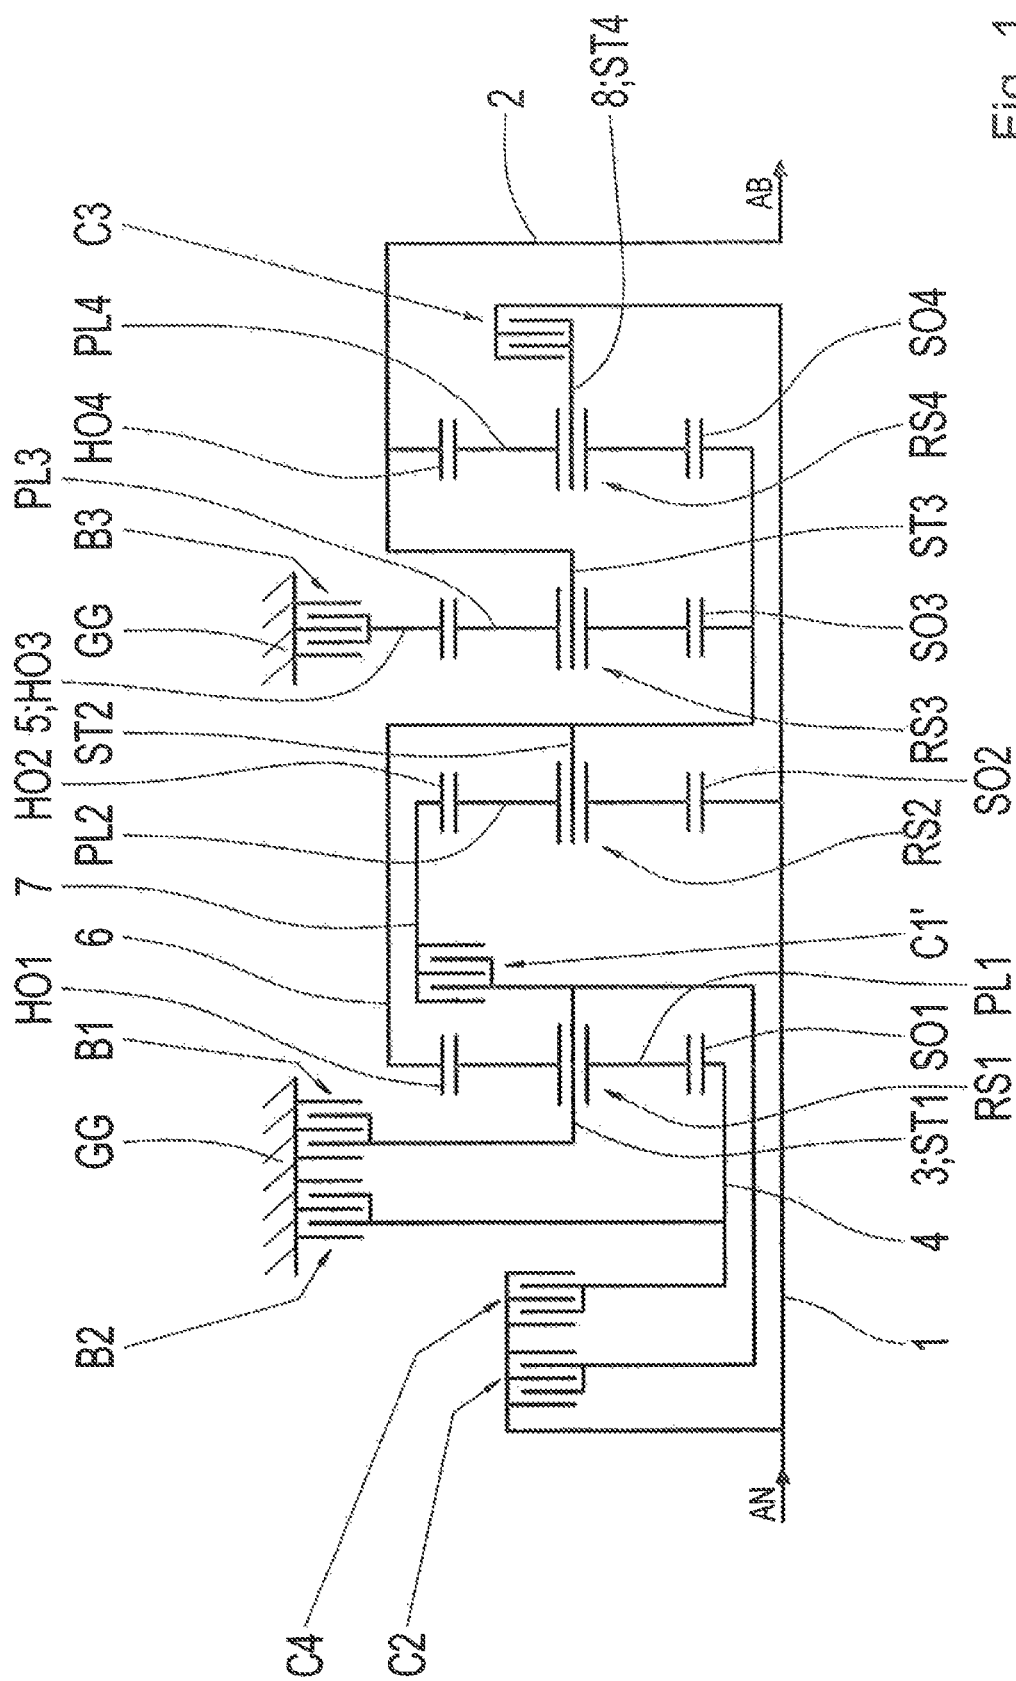 HO1 7 HO2 5;HO3 PL3
B2 GG B1 6 PL2 ST2 GG B3 HO4 PL4 C3
C4
C2
2
8;ST4
AN
AB
1 4 3;ST1 SO1 C1' RS2 RS3 SO3 ST3 RS4 SO4
RS1 PL1 SO2
Fig. 1